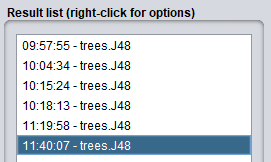 Result list (right-click for options)
09:57:55 - trees.J48
10:04:34 - trees.J48
10:15:24 - trees.J48
10:18:13 - trees.J48
11:19:58 - trees.J48
11:40:07 - trees.J48